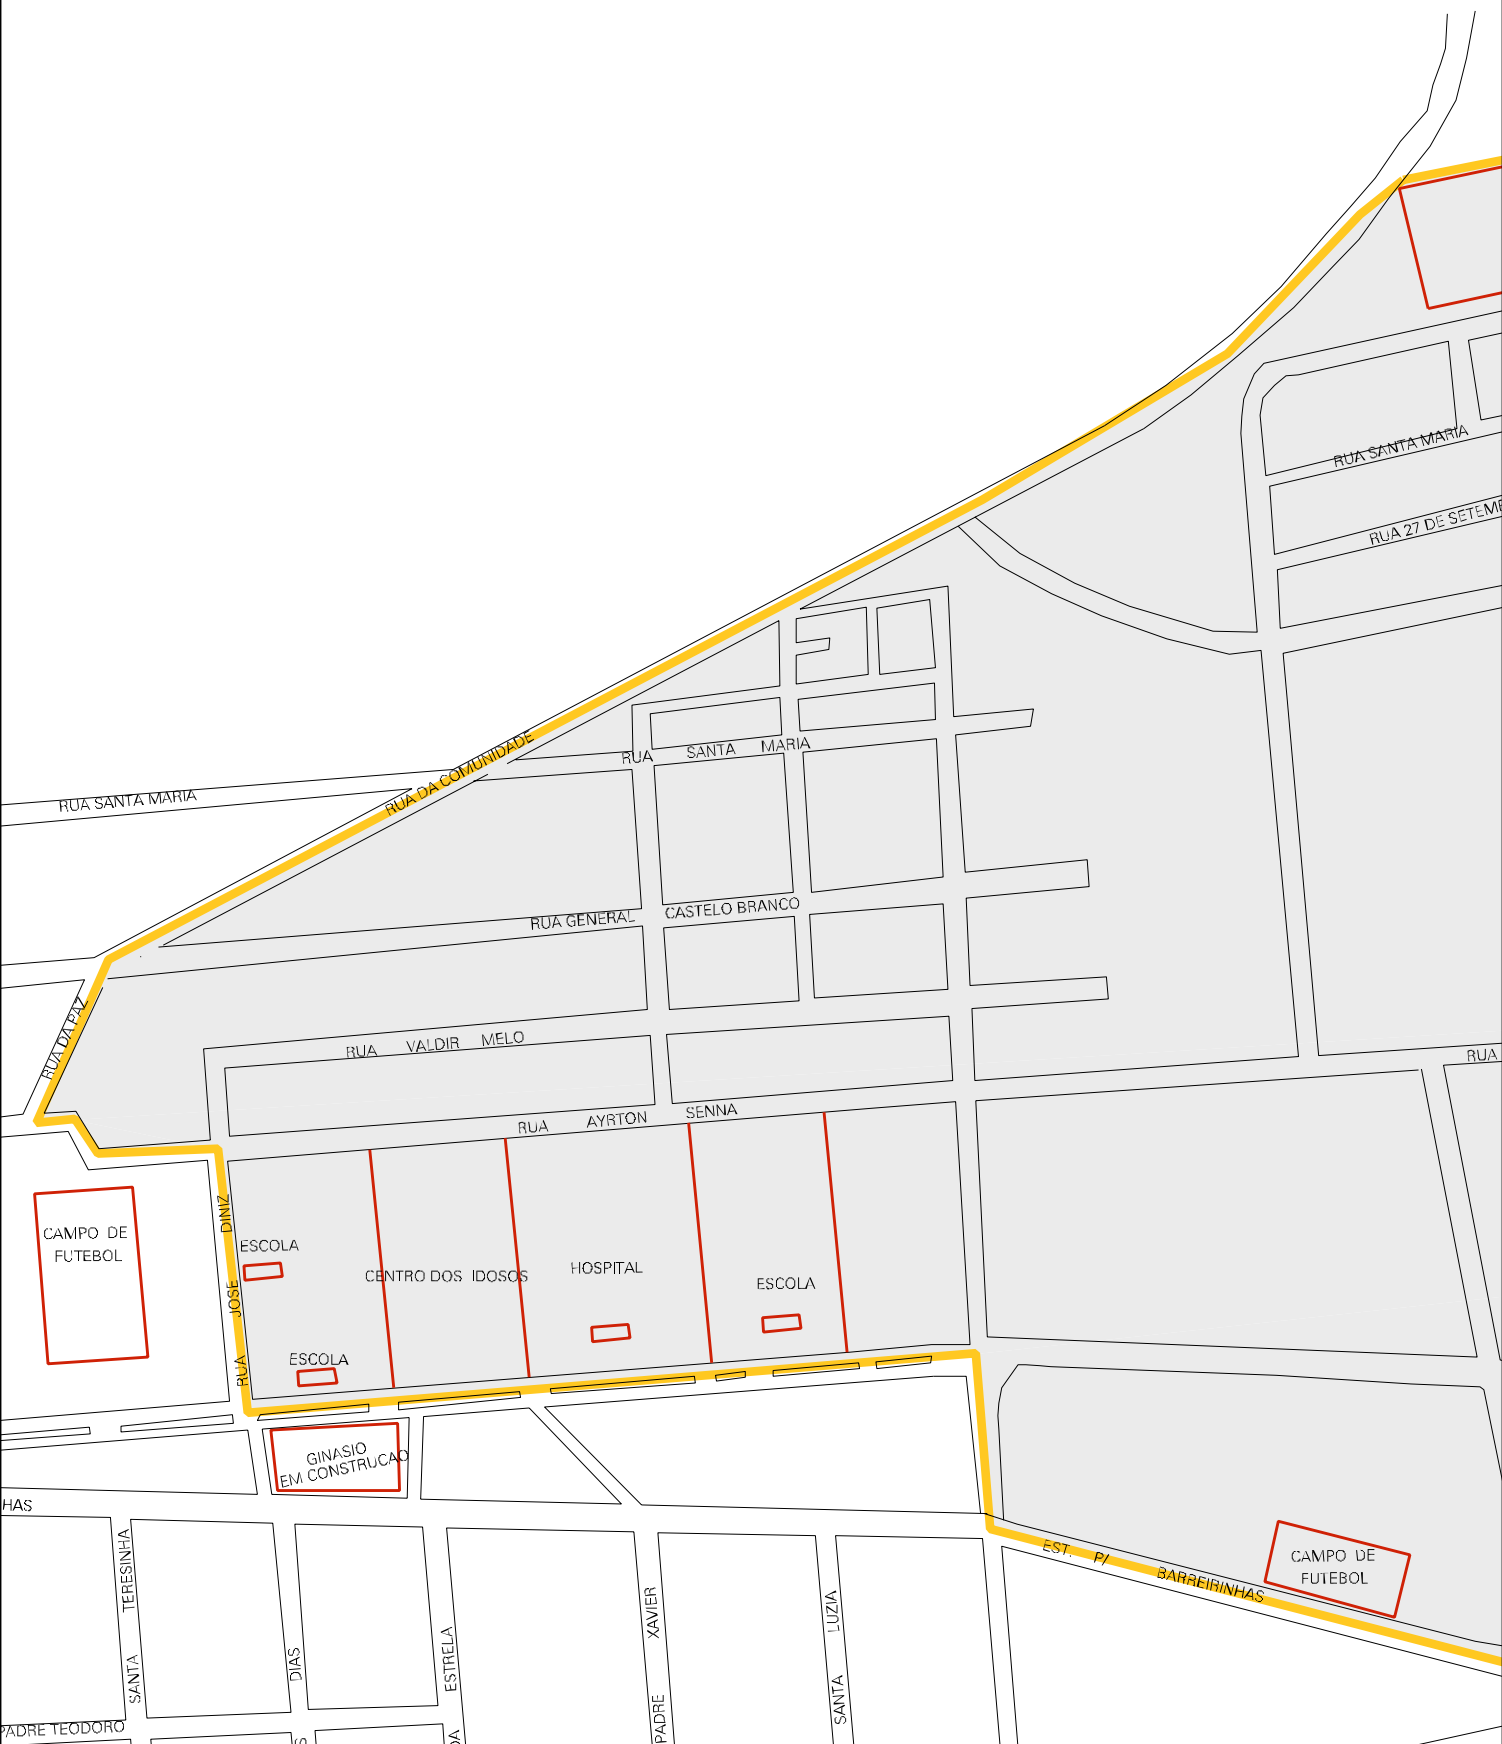 RUA SANTA MARIA
RUA 27 DE SETEME
RUA SANTA MARIA
RUA DA COMUNIDADE
RUA SANTA MARIA
RUA GENERAL CASTELO BRANCO
RUA DA PAZ
RUA VALDIR MELO
RUA
RUA AYRTON SENNA
CAMPO DE
FUTEBOL
RUA JOSE DINIZ
ESCOLA
CENTRO DOS IDOSOS
HOSPITAL
ESCOLA
ESCOLA
GINASIO
EM CONSTRUCAO
HAS
EST. P/ BARREIRINHAS
CAMPO DE
FUTEBOL
SANTA TERESINHA
DIAS
S
ESTRELA
DA
PADRE XAVIER
SANTA LUZIA
PADRE TEODORO